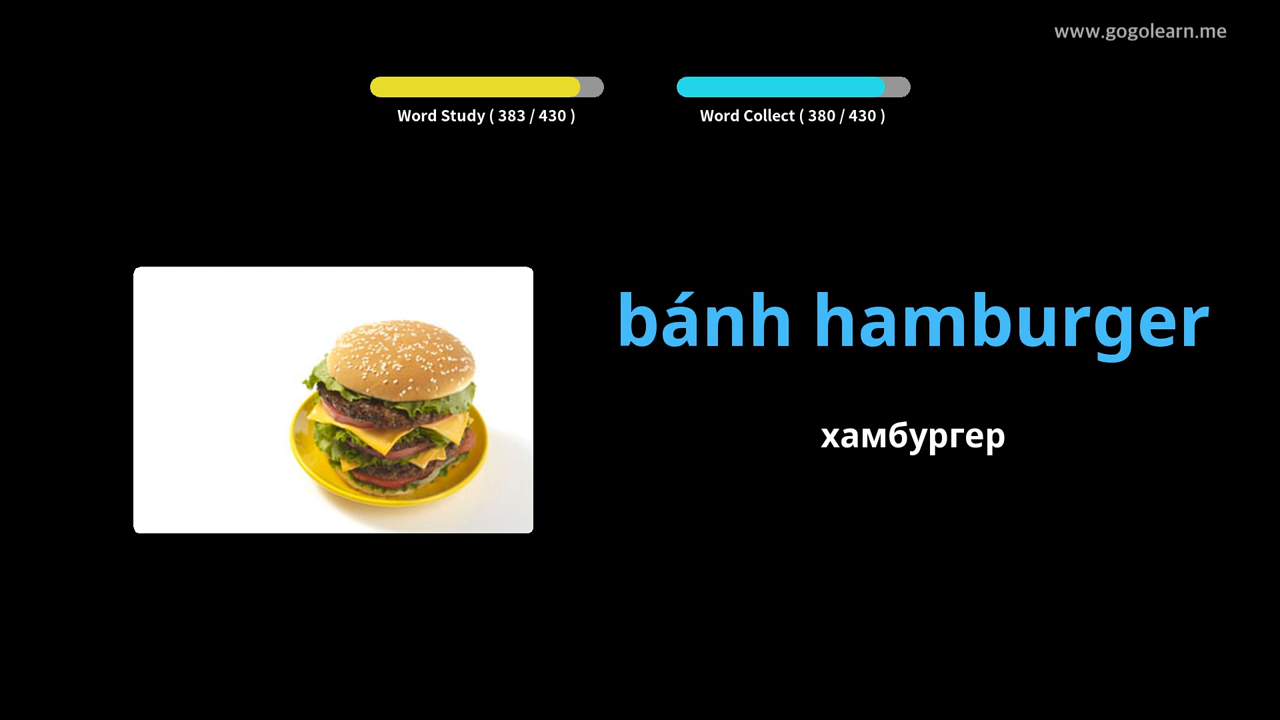 www.gogolearn.me
Word Study ( 383 / 430 )
Word Collect ( 380 / 430 )
bánh hamburger
хамбургер